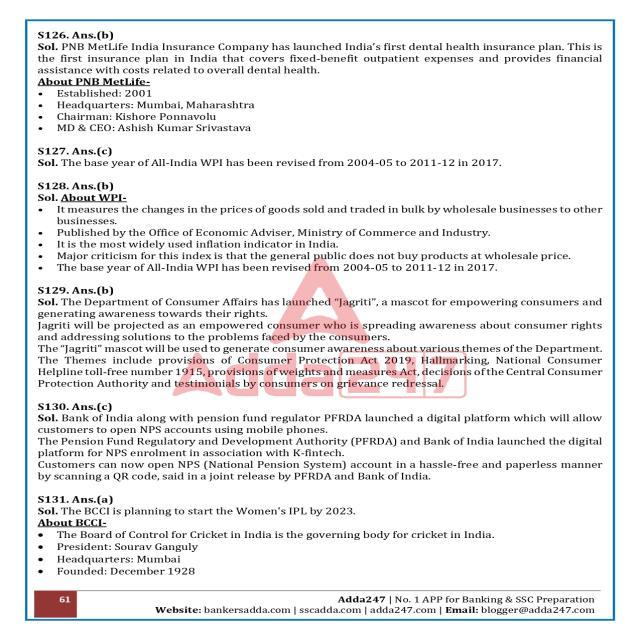 S126. Ans.(b)
Sol. PNB MetLife India Insurance Company has launched India's first dental health insurance plan. This is
the first insurance plan in India that covers fixed-benefit outpatient expenses and provides financial
assistance with costs related to overall dental health.
About PNB MetLife-
• Established: 2001
• Headquarters: Mumbai, Maharashtra
• Chairman: Kishore Ponnavolu
• MD & CEO: Ashish Kumar Srivastava
S127. Ans.(c)
Sol. The base year of All-India WPI has been revised from 2004-05 to 2011-12 in 2017.
S128. Ans.(b)
Sol. About WPI-
• It measures the changes in the prices of goods sold and traded in bulk by wholesale businesses to other
businesses.
• Published by the Office of Economic Adviser, Ministry of Commerce and Industry.
• It is the most widely used inflation indicator in India.
• Major criticism for this index is that the general public does not buy products at wholesale price.
• The base year of All-India WPI has been revised from 2004-05 to 2011-12 in 2017.
S129. Ans.(b)
Sol. The Department of Consumer Affairs has launched "Jagriti", a mascot for empowering consumers and
generating awareness towards their rights.
Jagriti will be projected as an empowered consumer who is spreading awareness about consumer rights
and addressing solutions to the problems faced by the consumers.
The "Jagriti" mascot will be used to generate consumer awareness about various themes of the Department.
The Themes include provisions of Consumer Protection Act 2019, Hallmarking, National Consumer
Helpline toll-free number 1915, provisions of weights and measures Act, decisions of the Central Consumer
Protection Authority and testimonials by consumers on grievance redressal.
Adda247
S130. Ans.(c)
Sol. Bank of India along with pension fund regulator PFRDA launched a digital platform which will allow
customers to open NPS accounts using mobile phones.
The Pension Fund Regulatory and Development Authority (PFRDA) and Bank of India launched the digital
platform for NPS enrolment in association with K-fintech.
Customers can now open NPS (National Pension System) account in a hassle-free and paperless manner
by scanning a QR code, said in a joint release by PFRDA and Bank of India.
S131. Ans.(a)
Sol. The BCCI is planning to start the Women's IPL by 2023.
About BCCI-
• The Board of Control for Cricket in India is the governing body for cricket in India.
• President: Sourav Ganguly
• Headquarters: Mumbai
• Founded: December 1928
61
Adda247 | No. 1 APP for Banking & SSC Preparation
Website: bankersadda.com | sscadda.com | adda247.com | Email: blogger@adda247.com